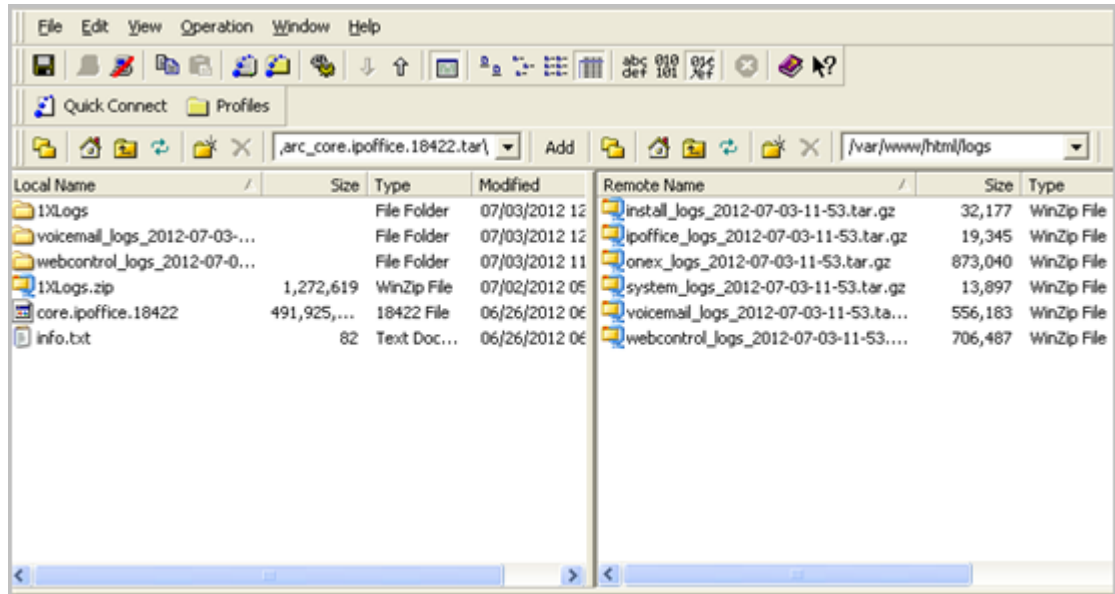 File Edit View Operation Window Help
abc def 010 101
Quick Connect Profiles
,arc_core.ipoffice.18422.tar\ Add /var/www/html/logs
Local Name / Size Type Modified Remote Name / Size Type
1XLogs File Folder 07/03/2012 12 install_logs_2012-07-03-11-53.tar.gz 32,177 WinZip File
voicemail_logs_2012-07-03-... File Folder 07/03/2012 12 ipoffice_logs_2012-07-03-11-53.tar.gz 19,345 WinZip File
webcontrol_logs_2012-07-0... File Folder 07/03/2012 11 onex_logs_2012-07-03-11-53.tar.gz 873,040 WinZip File
1XLogs.zip 1,272,619 WinZip File 07/02/2012 05 system_logs_2012-07-03-11-53.tar.gz 13,897 WinZip File
core.ipoffice.18422 491,925,... 18422 File 06/26/2012 06 voicemail_logs_2012-07-03-11-53.ta... 556,183 WinZip File
info.txt 82 Text Doc... 06/26/2012 06 webcontrol_logs_2012-07-03-11-53.... 706,487 WinZip File